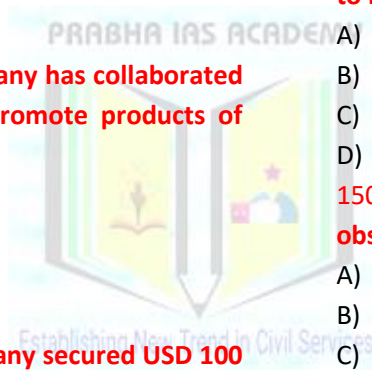 PRABHA IAS ACADEMY
any has collaborated
romote products of
Establishing New Trend in Civil Services
any secured USD 100
A)
B)
C)
D)
150
obs
A)
B)
C)